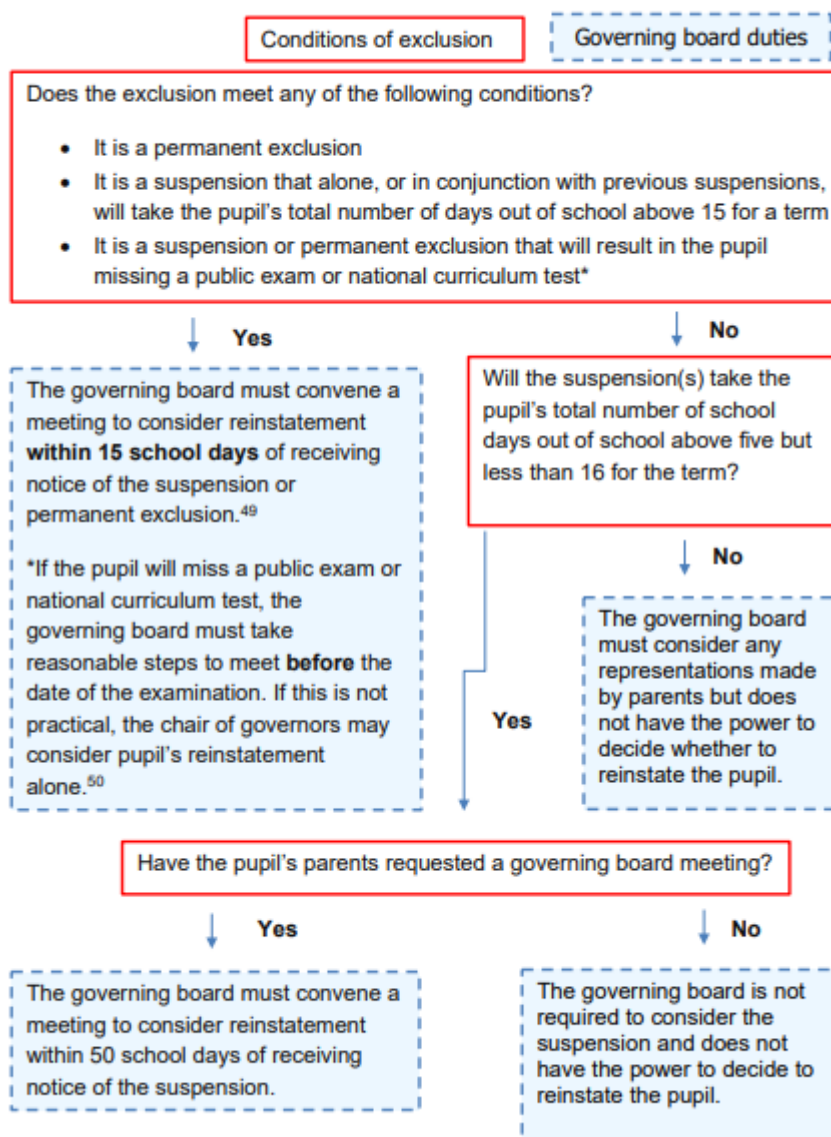 Conditions of exclusion
Governing board duties
Does the exclusion meet any of the following conditions?
• It is a permanent exclusion
• It is a suspension that alone, or in conjunction with previous suspensions,
will take the pupil's total number of days out of school above 15 for a term
• It is a suspension or permanent exclusion that will result in the pupil
missing a public exam or national curriculum test*
Yes
No
The governing board must convene a
meeting to consider reinstatement
within 15 school days of receiving
notice of the suspension or
permanent exclusion.49
*If the pupil will miss a public exam or
national curriculum test, the
governing board must take
reasonable steps to meet before the
date of the examination. If this is not
practical, the chair of governors may
consider pupil's reinstatement
alone.50
Will the suspension(s) take the
pupil's total number of school
days out of school above five but
less than 16 for the term?
No
The governing board
must consider any
representations made
by parents but does
not have the power to
decide whether to
reinstate the pupil.
Yes
Have the pupil's parents requested a governing board meeting?
Yes
No
The governing board must convene a
meeting to consider reinstatement
within 50 school days of receiving
notice of the suspension.
The governing board is not
required to consider the
suspension and does not
have the power to decide to
reinstate the pupil.